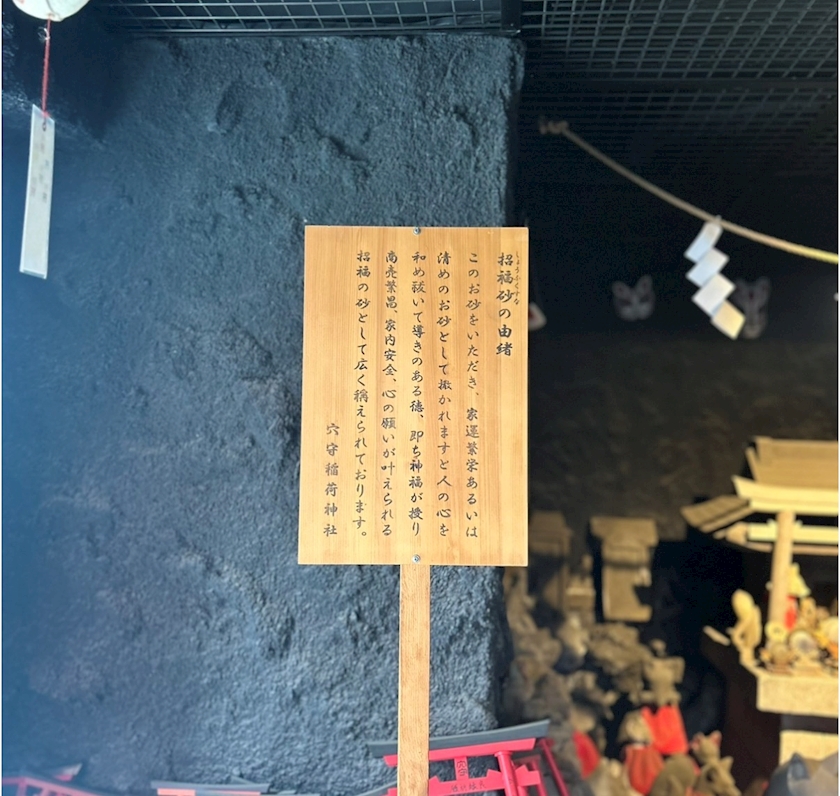 招福砂の由緒
このお砂をいただき、家運繁栄あるいは
清めのお砂として撒かれますと人の心を
和め祓いて導きのある徳、即ち神福が授り
商売繁昌、家内安全、心の願いが叶えられる
招福の砂として広く稱えられております。
穴守稲荷神社